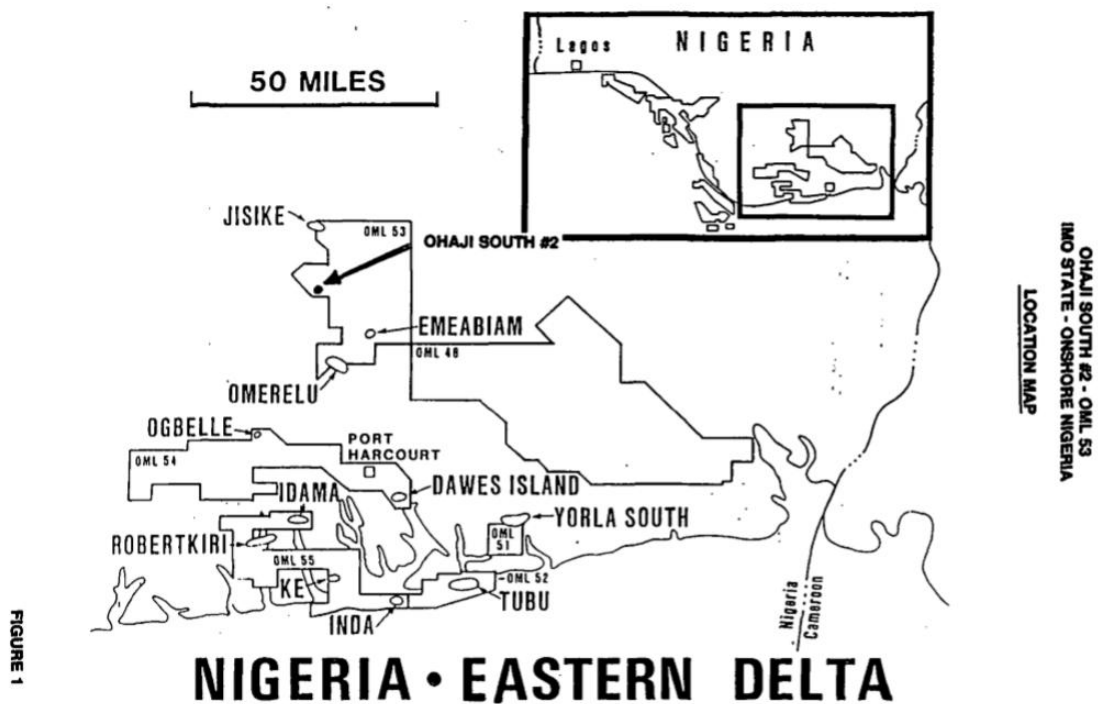 50 MILES
Lagos
NIGERIA
JISIKE
OML 53
OHAJI SOUTH #2
EMEABIAM
OML 48
OMERELU
OGBELLE
PORT
HARCOURT
OML 54
IDAMA
DAWES ISLAND
YORLA SOUTH
OML
51
ROBERTKIRI
OML 55
KE
OML 52
TUBU
INDA
Nigeria
Cameroon
NIGERIA • EASTERN DELTA
OHAJI SOUTH #2 - OML 53
IMO STATE - ONSHORE NIGERIA
LOCATION MAP
FIGURE 1